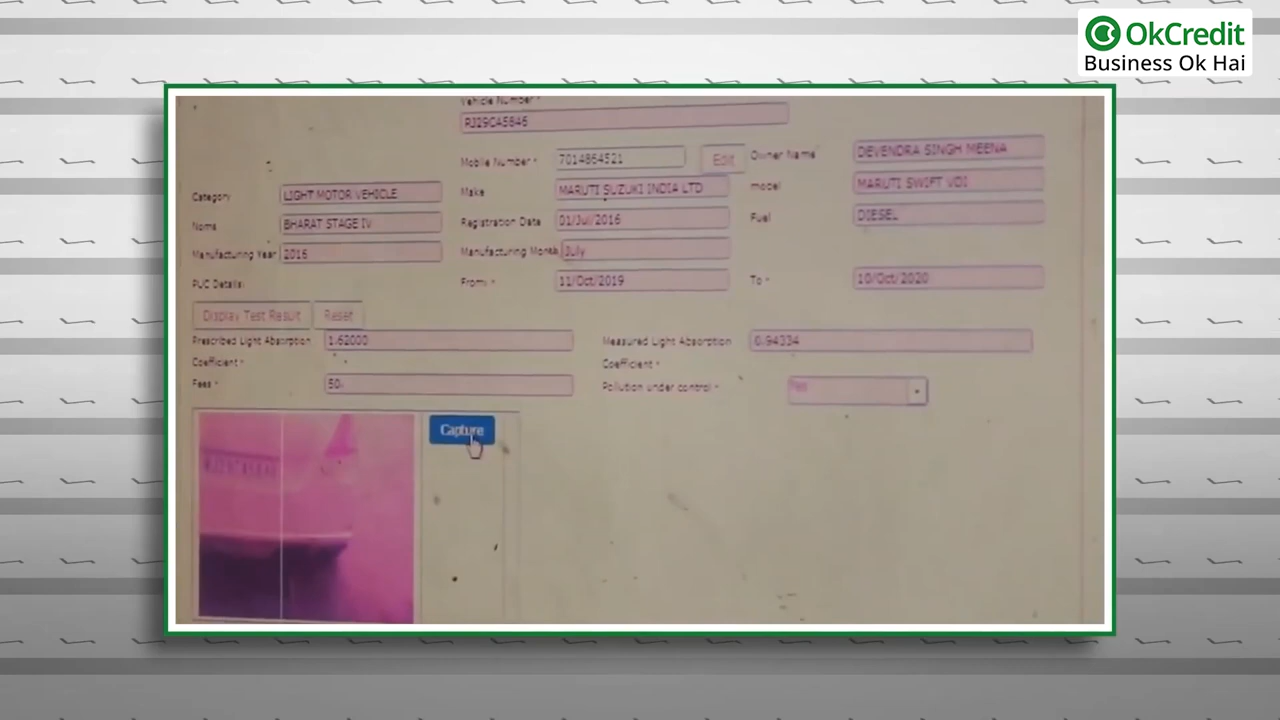 OkCredit
Business Ok Hai
Vehicle Number *
RJ29CA5846
Mobile Number * 7014864521 Edit Owner Name DEVENDRA SINGH MEENA
Category LIGHT MOTOR VEHICLE Make MARUTI SUZUKI INDIA LTD model MARUTI SWIFT VDI
Noms BHARAT STAGE IV Registration Date 01/Jul/2016 Fuel DIESEL
Manufacturing Year 2016 Manufacturing Month July
PUC Details: From: * 11/Oct/2019 To * 10/Oct/2020
Display Test Result Reset
Prescribed Light Absorption 1.62000 Measured Light Absorption 0.94334
Coefficient * Coefficient *
Fees * 50. Pollution under control * Yes
Capture